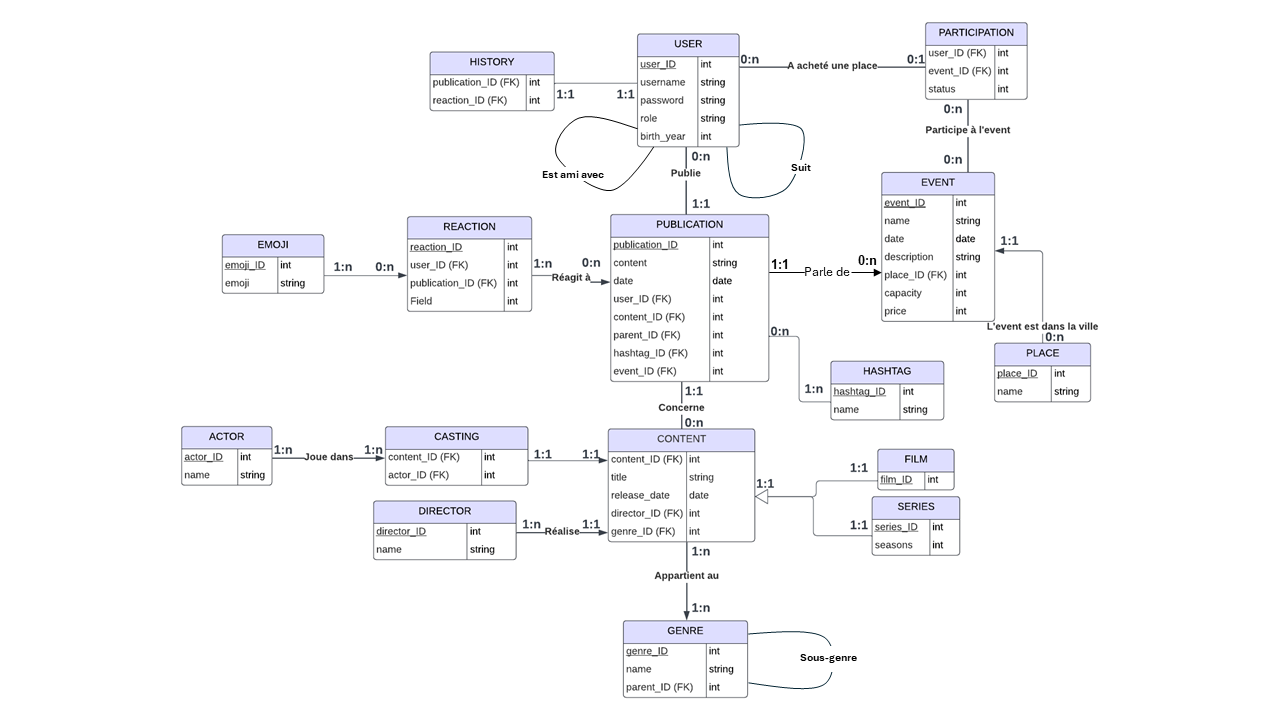 PARTICIPATION
user_ID (FK) int
event_ID (FK) int
status int
USER
user_ID int
username string
password string
role string
birth_year int
HISTORY
publication_ID (FK) int
reaction_ID (FK) int
1:1 1:1
0:n A acheté une place 0:1
0:n
Participe à l'event
0:n
Est ami avec
Suit
0:n
Publie
1:1
EVENT
event_ID int
name string
date date
description string
place_ID (FK) int
capacity int
price int
REACTION
reaction_ID int
user_ID (FK) int
publication_ID (FK) int
Field int
EMOJI
emoji_ID int
emoji string
1:n 0:n
1:n 0:n
Réagit à
PUBLICATION
publication_ID int
content string
date date
user_ID (FK) int
content_ID (FK) int
parent_ID (FK) int
hashtag_ID (FK) int
event_ID (FK) int
1:1 Parle de 0:n
1:1
L'event est dans la ville
0:n
PLACE
place_ID int
name string
0:n
1:n
HASHTAG
hashtag_ID int
name string
1:1
Concerne
0:n
ACTOR
actor_ID int
name string
1:n Joue dans 1:n
CASTING
content_ID (FK) int
actor_ID (FK) int
1:1 1:1
CONTENT
content_ID (FK) int
title string
release_date date
director_ID (FK) int
genre_ID (FK) int
DIRECTOR
director_ID int
name string
1:n Réalise 1:1
1:1
1:1
1:1
FILM
film_ID int
SERIES
series_ID int
seasons int
1:n
Appartient au
1:n
GENRE
genre_ID int
name string
parent_ID (FK) int
Sous-genre